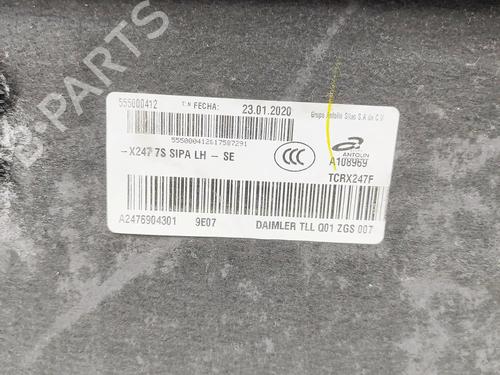 555000412 T:N FECHA: 23.01.2020 Grupo Antolin Silao S.A de C.V.
555000412617587291
-X247 7S SIPA LH - SE
CCC
ANTOLIN
A108969
TCRX247F
A2476904301 9E07 DAIMLER TLL Q01 ZGS 007
B-PARTS